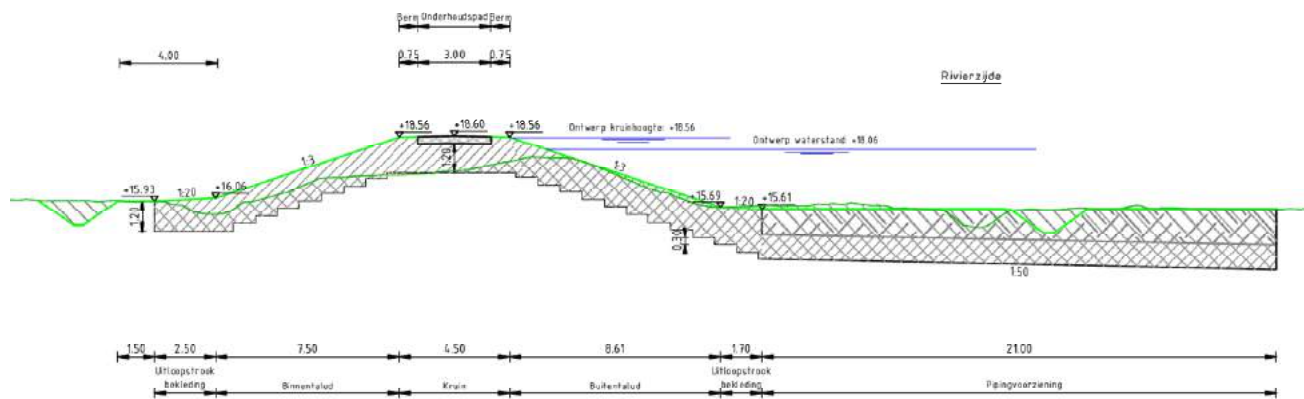 Berm Onderhoudspad Berm
4.00
0.75 3.00 0.75
Rivierzijde
+18.56 +18.60 +18.56
Ontwerp kruinhoogte: +18.56
Ontwerp waterstand: +18.06
1:3
1.20
1:3
+15.93 1:20 +16.06
1.20
+15.69 1:20 +15.61
0.30
1:50
1.50 2.50 7.50 4.50 8.61 1.70 21.00
Uitloopstrook bekleding
Binnentalud
Kruin
Buitentalud
Uitloopstrook bekleding
Pipingvoorziening